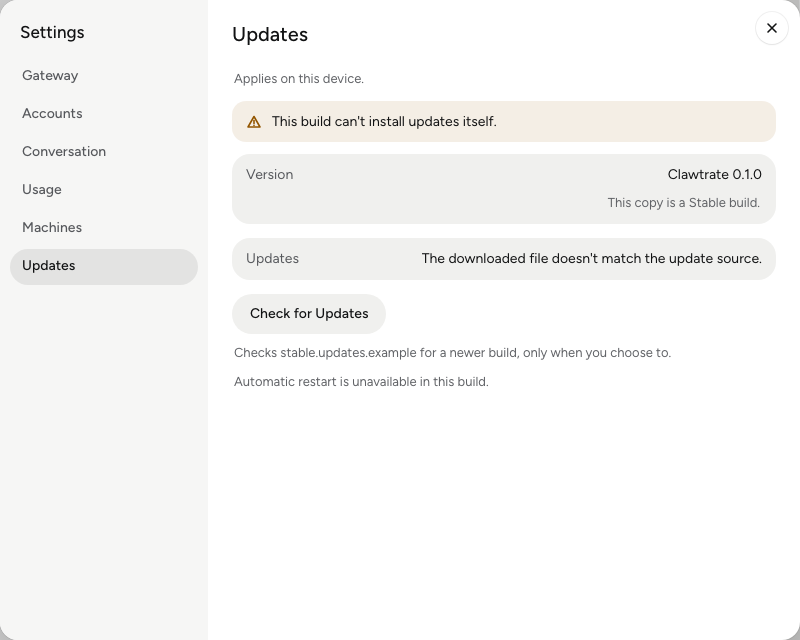 Settings
Gateway
Accounts
Conversation
Usage
Machines
Updates
Updates
Applies on this device.
This build can't install updates itself.
Version
Clawtrate 0.1.0
This copy is a Stable build.
Updates
The downloaded file doesn't match the update source.
Check for Updates
Checks stable.updates.example for a newer build, only when you choose to.
Automatic restart is unavailable in this build.